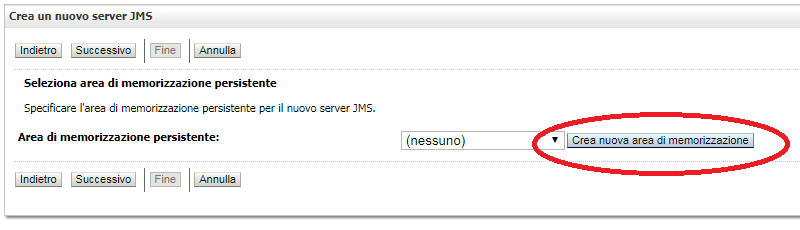 Crea un nuovo server JMS
Indietro Successivo Fine Annulla
Seleziona area di memorizzazione persistente
Specificare l'area di memorizzazione persistente per il nuovo server JMS.
Area di memorizzazione persistente: (nessuno) Crea nuova area di memorizzazione
Indietro Successivo Fine Annulla